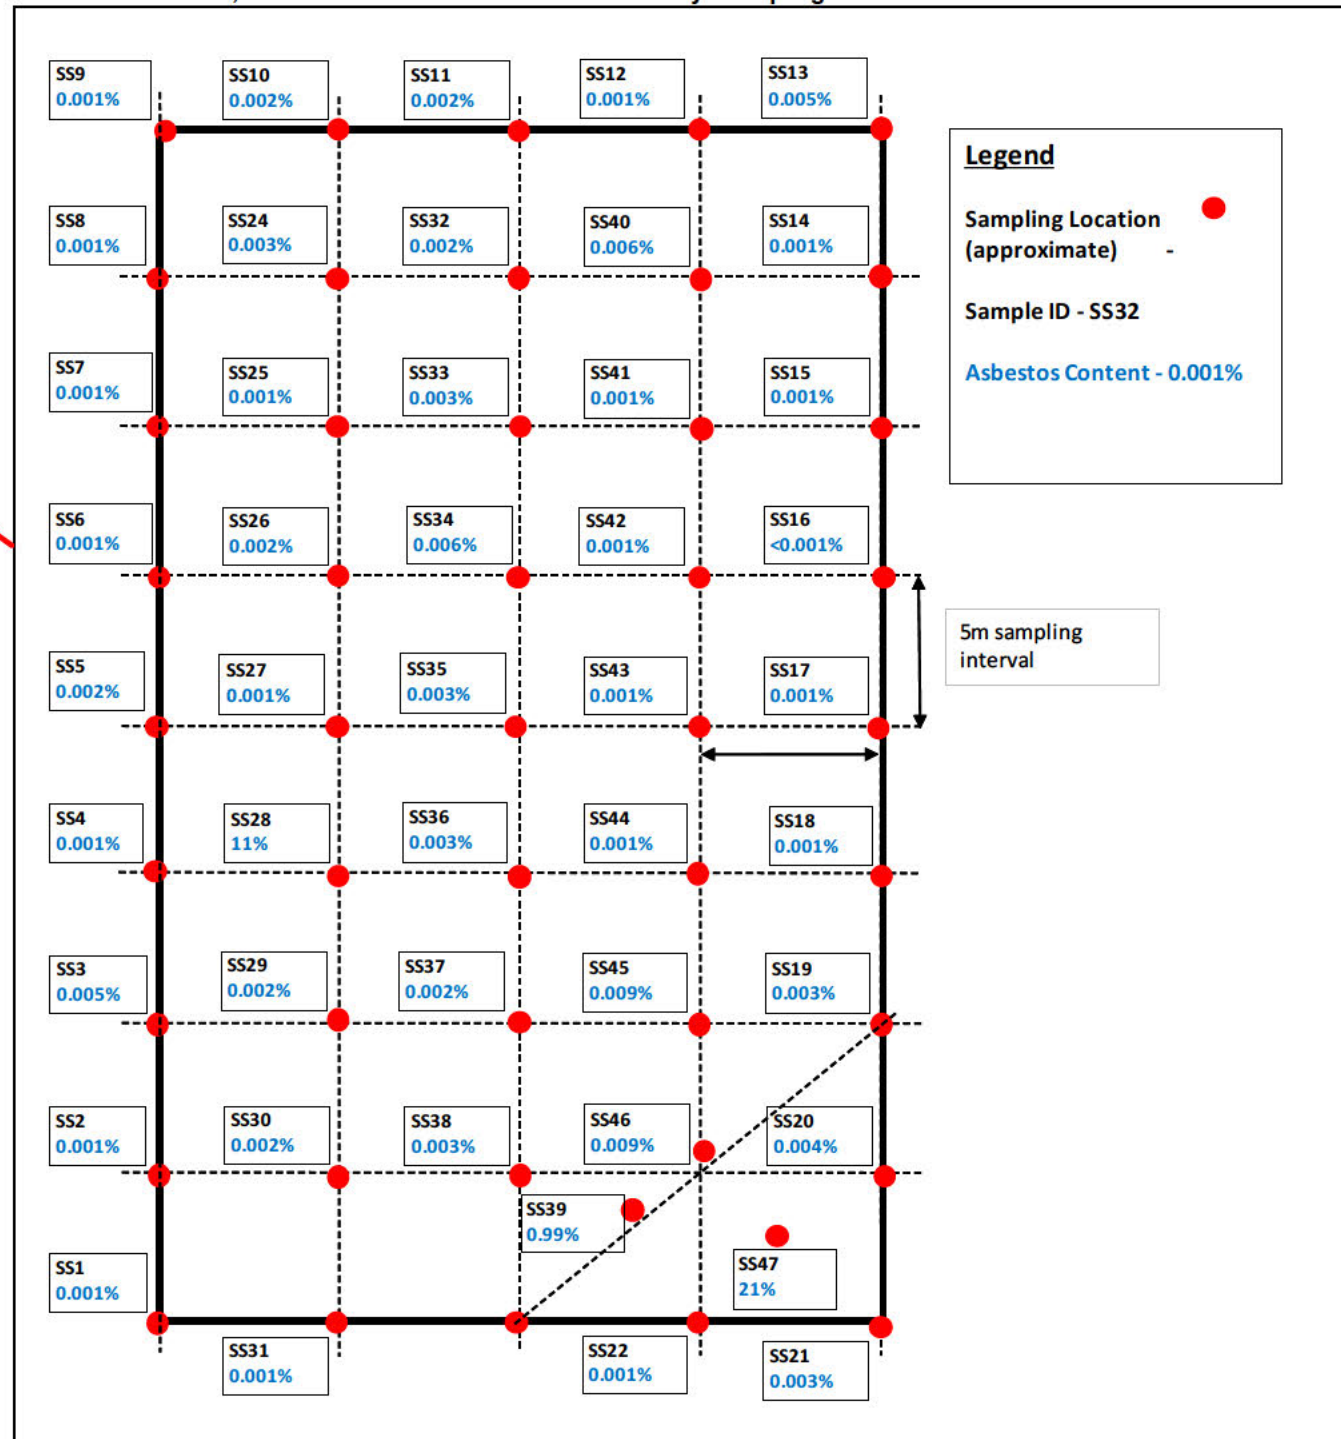 SS9
0.001%
SS10
0.002%
SS11
0.002%
SS12
0.001%
SS13
0.005%
Legend
Sampling Location
(approximate) -
Sample ID - SS32
Asbestos Content - 0.001%
SS8
0.001%
SS24
0.003%
SS32
0.002%
SS40
0.006%
SS14
0.001%
SS7
0.001%
SS25
0.001%
SS33
0.003%
SS41
0.001%
SS15
0.001%
SS6
0.001%
SS26
0.002%
SS34
0.006%
SS42
0.001%
SS16
<0.001%
5m sampling
interval
SS5
0.002%
SS27
0.001%
SS35
0.003%
SS43
0.001%
SS17
0.001%
SS4
0.001%
SS28
11%
SS36
0.003%
SS44
0.001%
SS18
0.001%
SS3
0.005%
SS29
0.002%
SS37
0.002%
SS45
0.009%
SS19
0.003%
SS2
0.001%
SS30
0.002%
SS38
0.003%
SS46
0.009%
SS20
0.004%
SS39
0.99%
SS47
21%
SS1
0.001%
SS31
0.001%
SS22
0.001%
SS21
0.003%